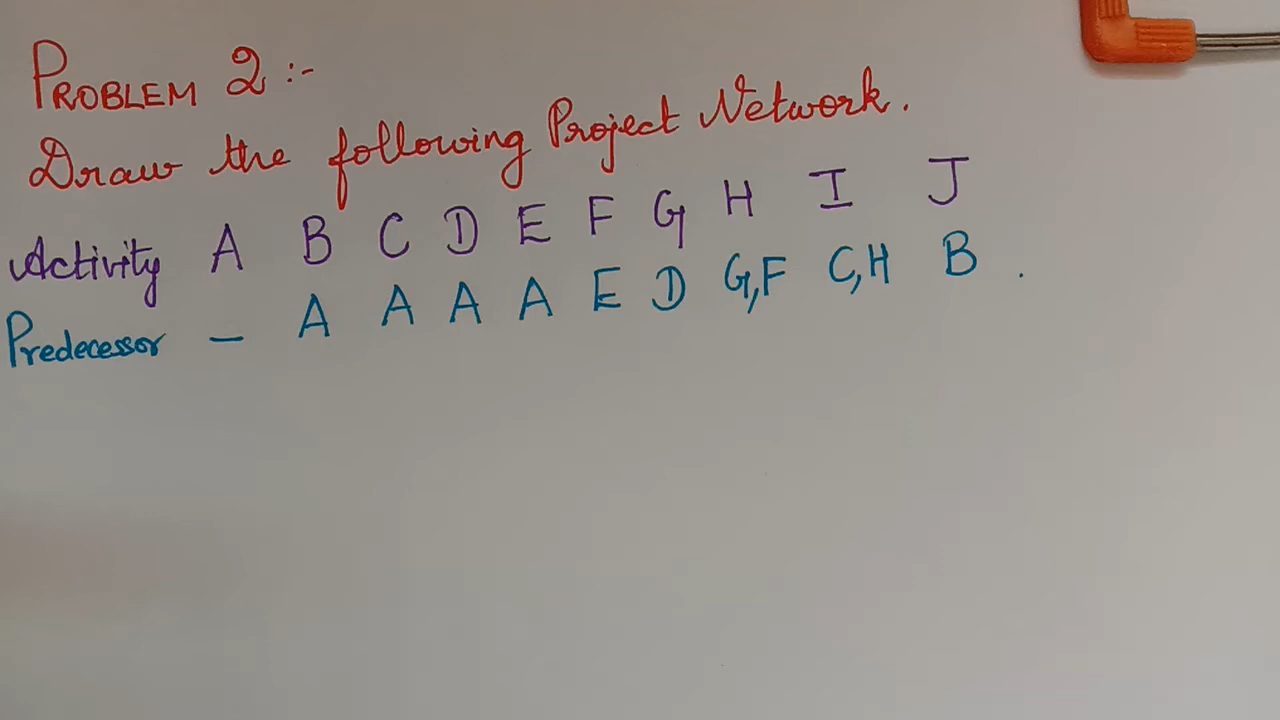 PROBLEM 2 :-
Draw the following Project Network.
Activity A B C D E F G H I J
Predecessor - A A A A E D G,F C,H B .